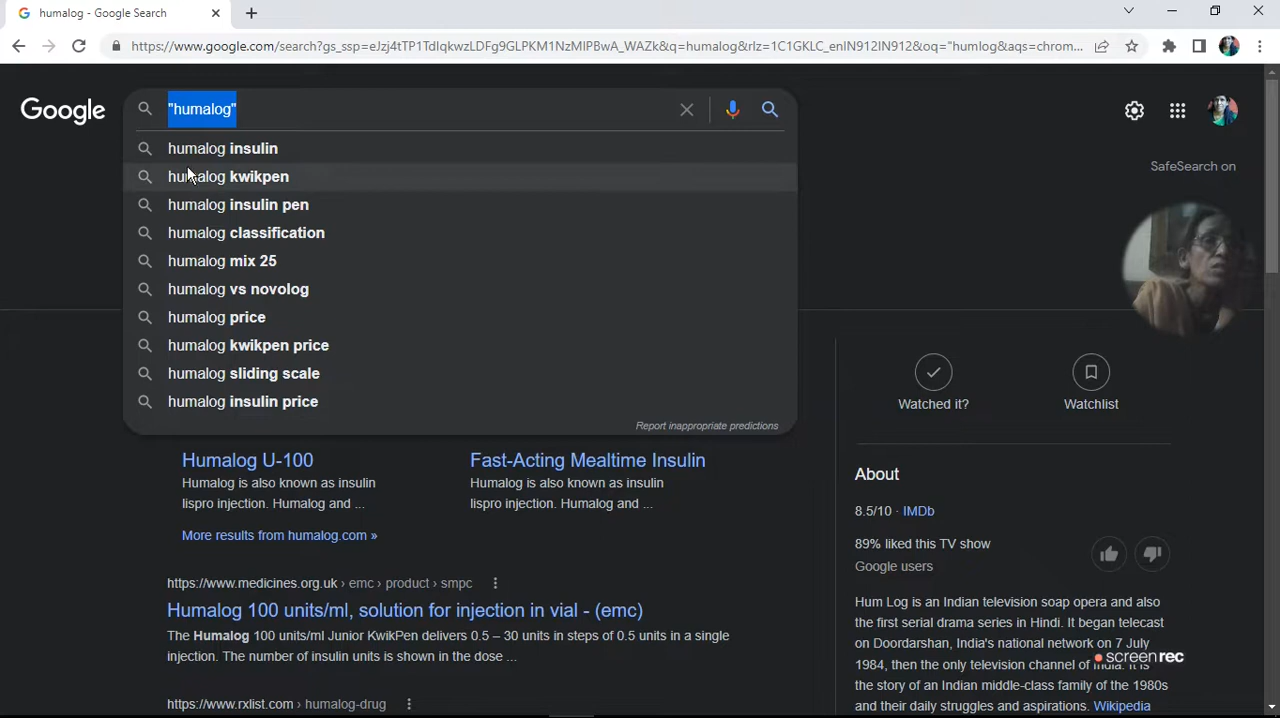 humalog - Google Search
https://www.google.com/search?gs_ssp=eJzj4tTP1TdIqkwzLDFg9GLPKM1NzMlPBwA_WAZk&q=humalog&rlz=1C1GKLC_enIN912IN912&oq="humlog&aqs=chrom...
Google
"humalog"
humalog insulin
humalog kwikpen
humalog insulin pen
humalog classification
humalog mix 25
humalog vs novolog
humalog price
humalog kwikpen price
humalog sliding scale
humalog insulin price
Report inappropriate predictions
SafeSearch on
Humalog U-100
Humalog is also known as insulin
lispro injection. Humalog and ...
Fast-Acting Mealtime Insulin
Humalog is also known as insulin
lispro injection. Humalog and ...
More results from humalog.com »
https://www.medicines.org.uk › emc › product › smpc
Humalog 100 units/ml, solution for injection in vial - (emc)
The Humalog 100 units/ml Junior KwikPen delivers 0.5 – 30 units in steps of 0.5 units in a single
injection. The number of insulin units is shown in the dose ...
https://www.rxlist.com › humalog-drug
Watched it?
Watchlist
About
8.5/10 · IMDb
89% liked this TV show
Google users
Hum Log is an Indian television soap opera and also
the first serial drama series in Hindi. It began telecast
on Doordarshan, India's national network on 7 July
1984, then the only television channel of India. It is
the story of an Indian middle-class family of the 1980s
and their daily struggles and aspirations. Wikipedia
screenrec